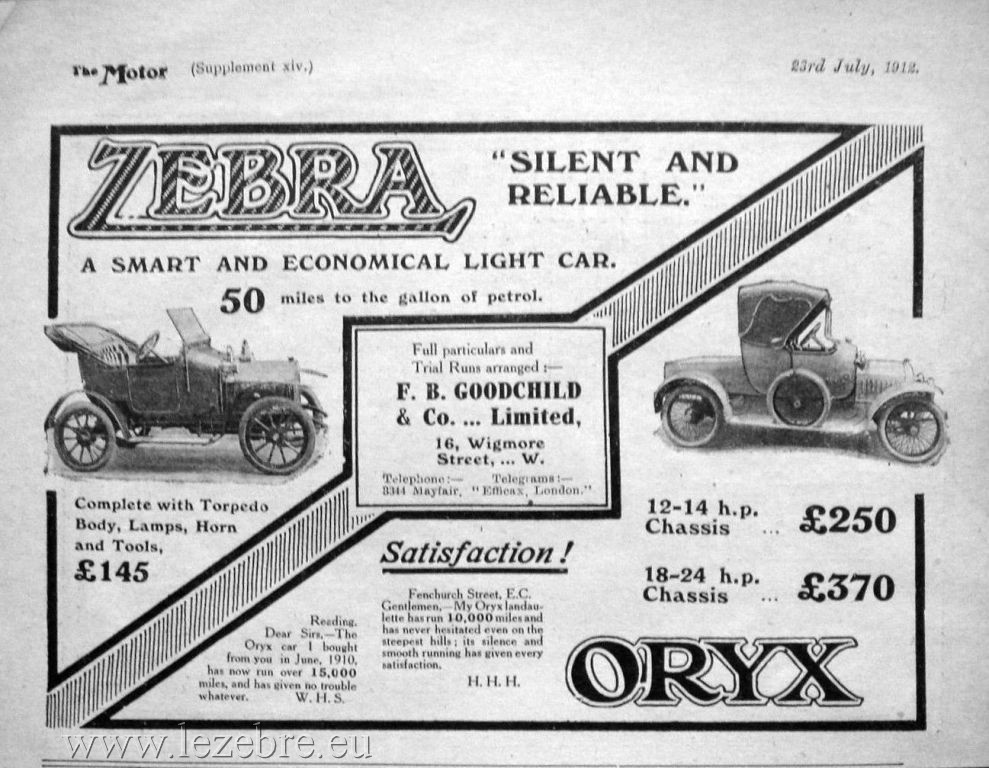 The Motor (Supplement xiv.) 23rd July, 1912.
ZEBRA
"SILENT AND
RELIABLE."
A SMART AND ECONOMICAL LIGHT CAR.
50 miles to the gallon of petrol.
Full particulars and
Trial Runs arranged :—
F. B. GOODCHILD
& Co. ... Limited,
16, Wigmore
Street, ... W.
Telephone :— Telegrams :—
3344 Mayfair. "Efficax, London."
Complete with Torpedo
Body, Lamps, Horn
and Tools,
£145
12-14 h.p.
Chassis ... £250
18-24 h.p.
Chassis ... £370
Satisfaction!
Reading.
Dear Sirs,—The
Oryx car I bought
from you in June, 1910,
has now run over 15,000
miles, and has given no trouble
whatever. W. H. S.
Fenchurch Street, E.C.
Gentlemen,—My Oryx landau-
lette has run 10,000 miles and
has never hesitated even on the
steepest hills; its silence and
smooth running has given every
satisfaction.
H. H. H.
ORYX
www.lezebre.eu